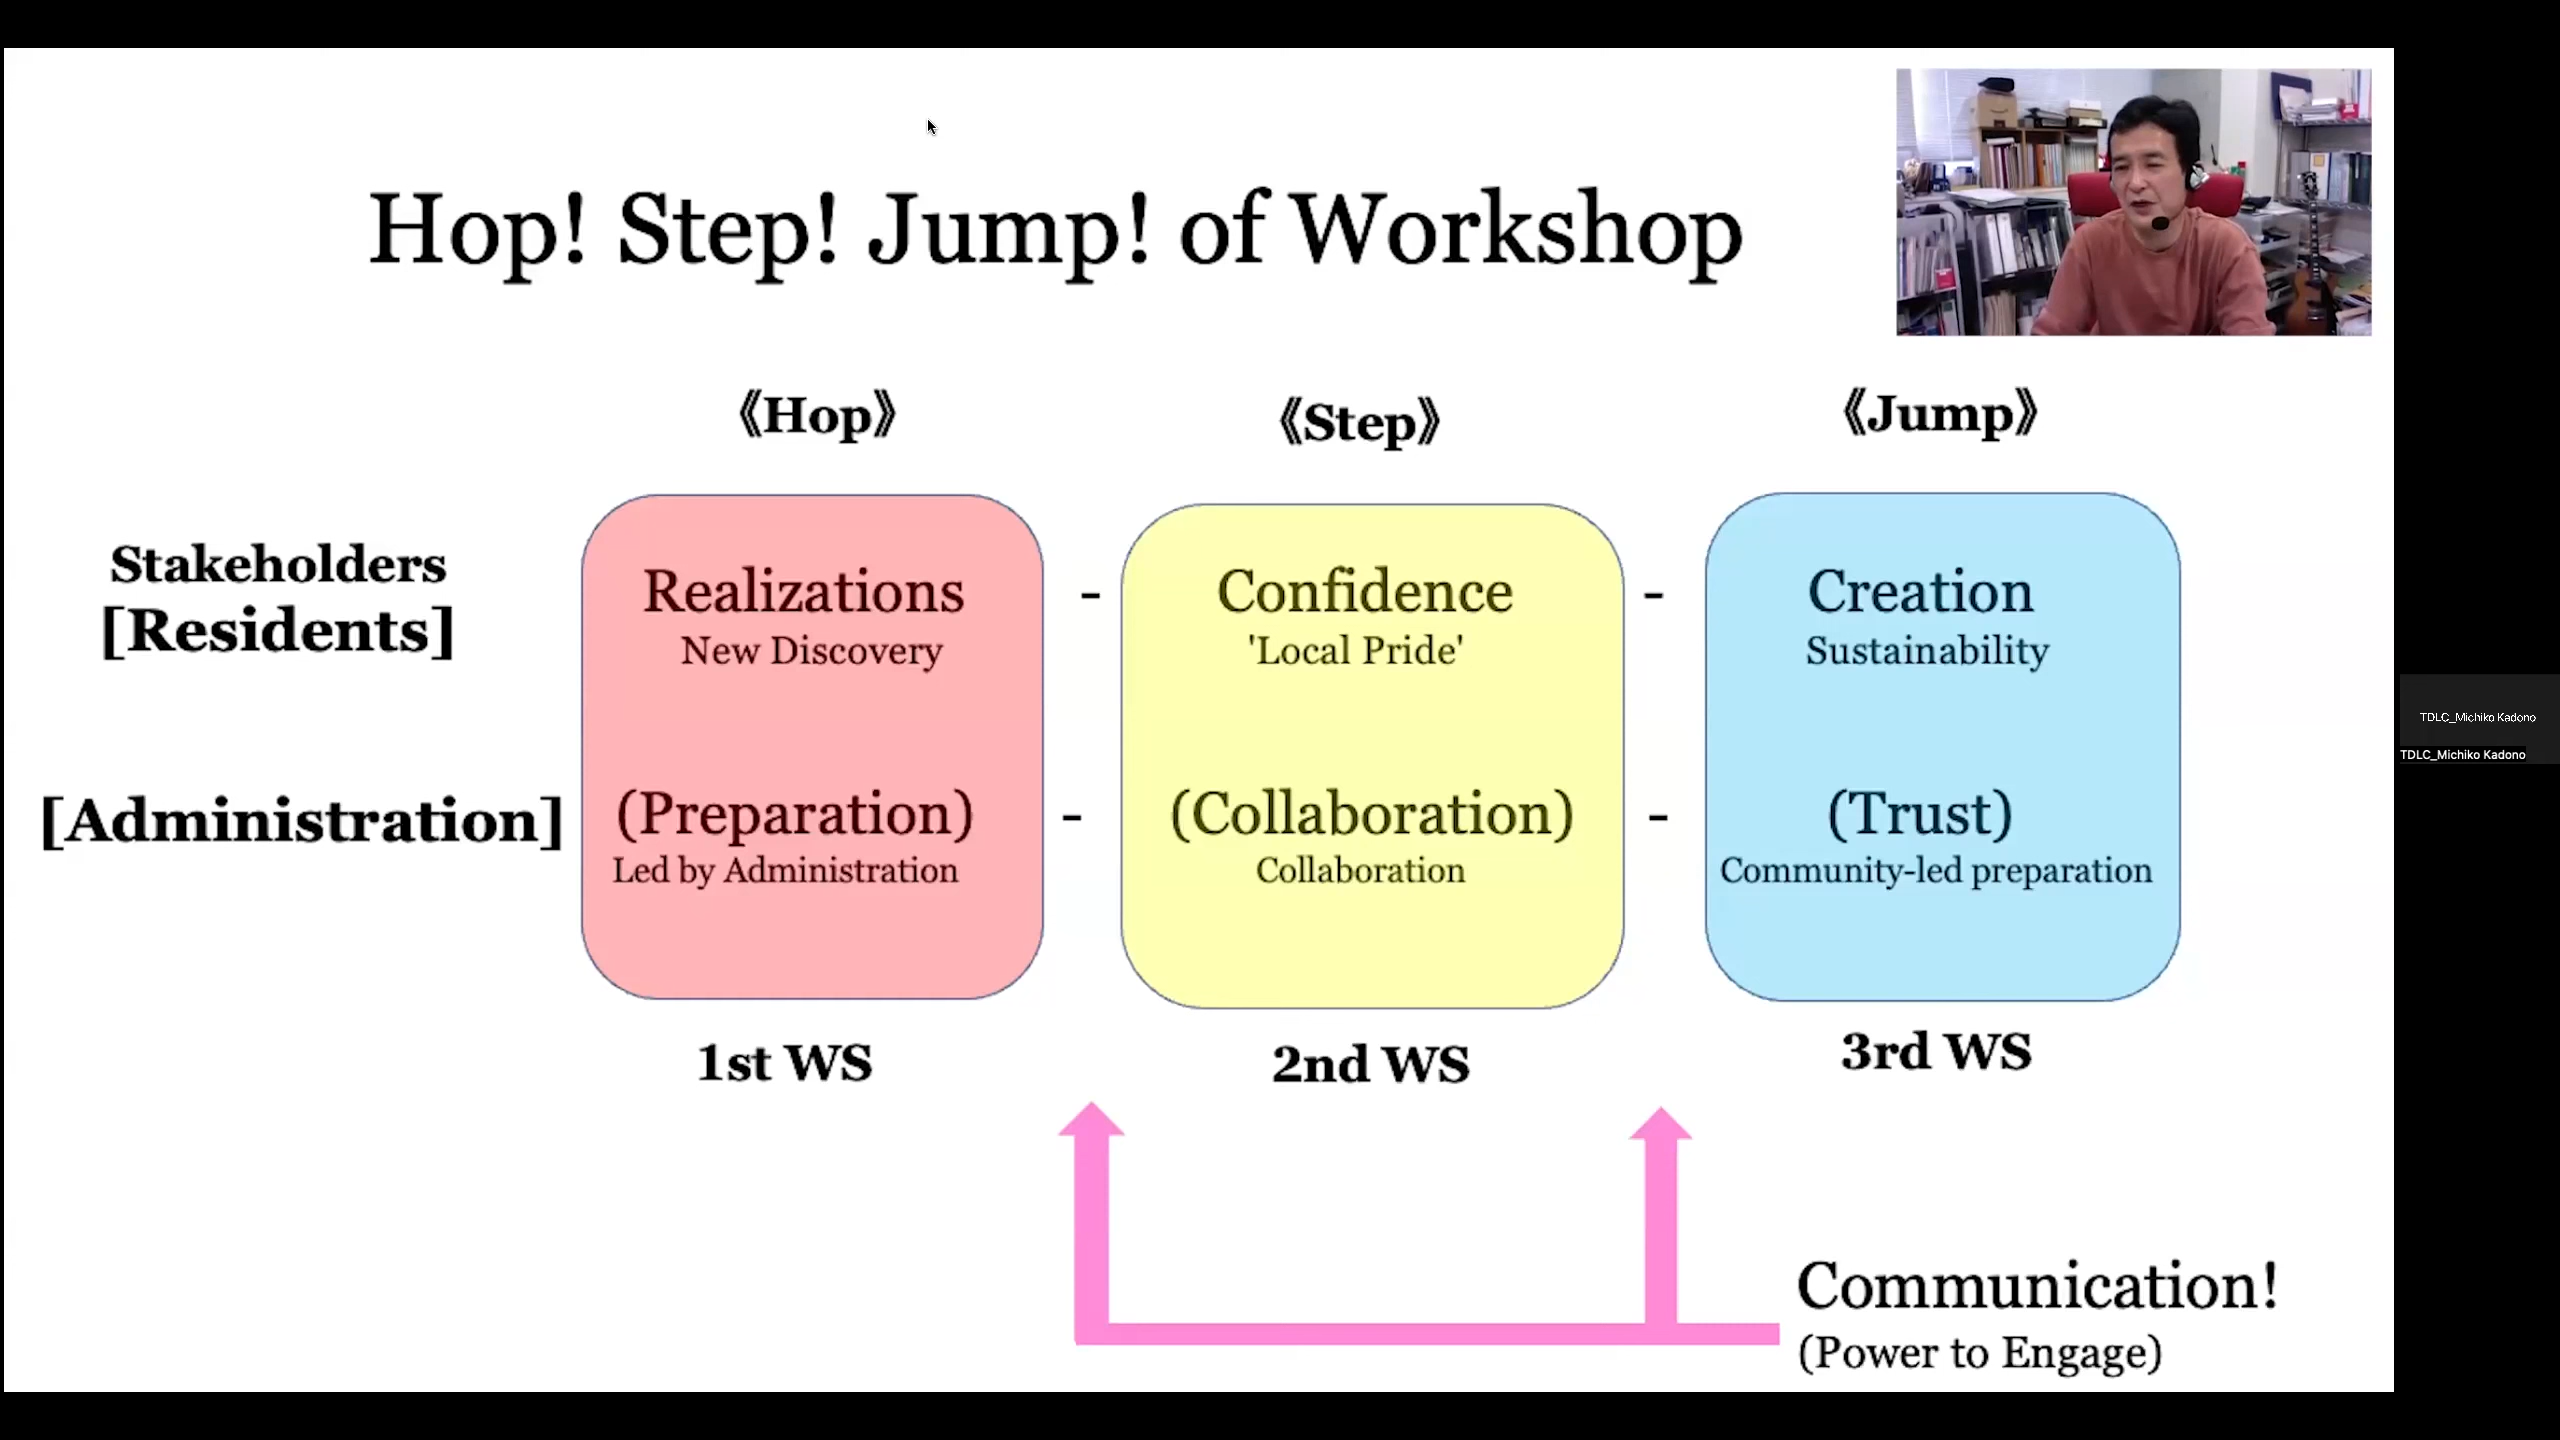 Hop! Step! Jump! of Workshop
《Hop》
《Step》
《Jump》
Stakeholders
[Residents]
Realizations - Confidence - Creation
New Discovery
'Local Pride'
Sustainability
[Administration]
(Preparation) - (Collaboration) - (Trust)
Led by Administration
Collaboration
Community-led preparation
1st WS
2nd WS
3rd WS
Communication!
(Power to Engage)
TDLC_Michiko Kadono
TDLC_Michiko Kadono